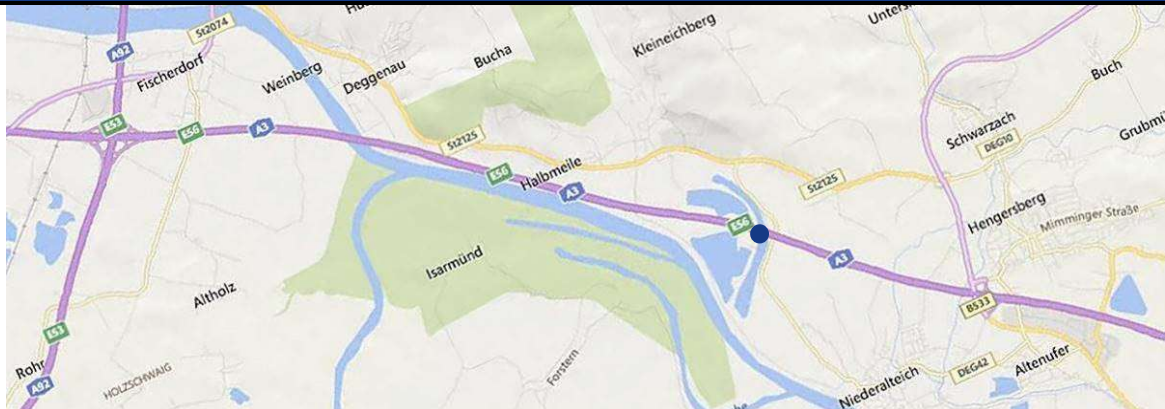 St2074
A92
Fischerdorf
Weinberg
Deggenau
Bucha
Kleineichberg
Buch
E53
E56
A3
St2125
Halbmeile
E56
A3
St2125
Schwarzach
DEG10
Hengersberg
Mimminger Straße
E56
A3
Isarmünd
Altholz
E53
Rohr
A92
HOLZSCHWAIG
Forstern
B533
DEG42
Altenufer
Niederalteich